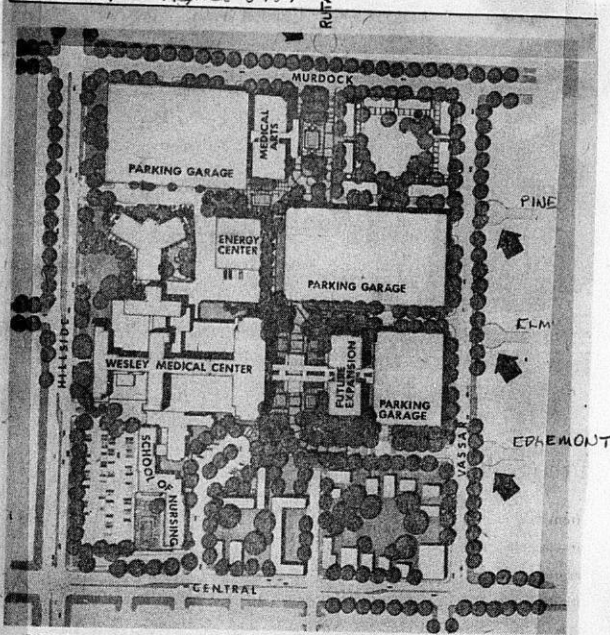 MURDOCK
MEDICAL
ARTS
PARKING GARAGE
PINE
ENERGY
CENTER
PARKING GARAGE
ELM
HILLSIDE
WESLEY MEDICAL CENTER
FUTURE
EXPANSION
PARKING
GARAGE
VASSAR
EDGEMONT
SCHOOL
OF
NURSING
CENTRAL